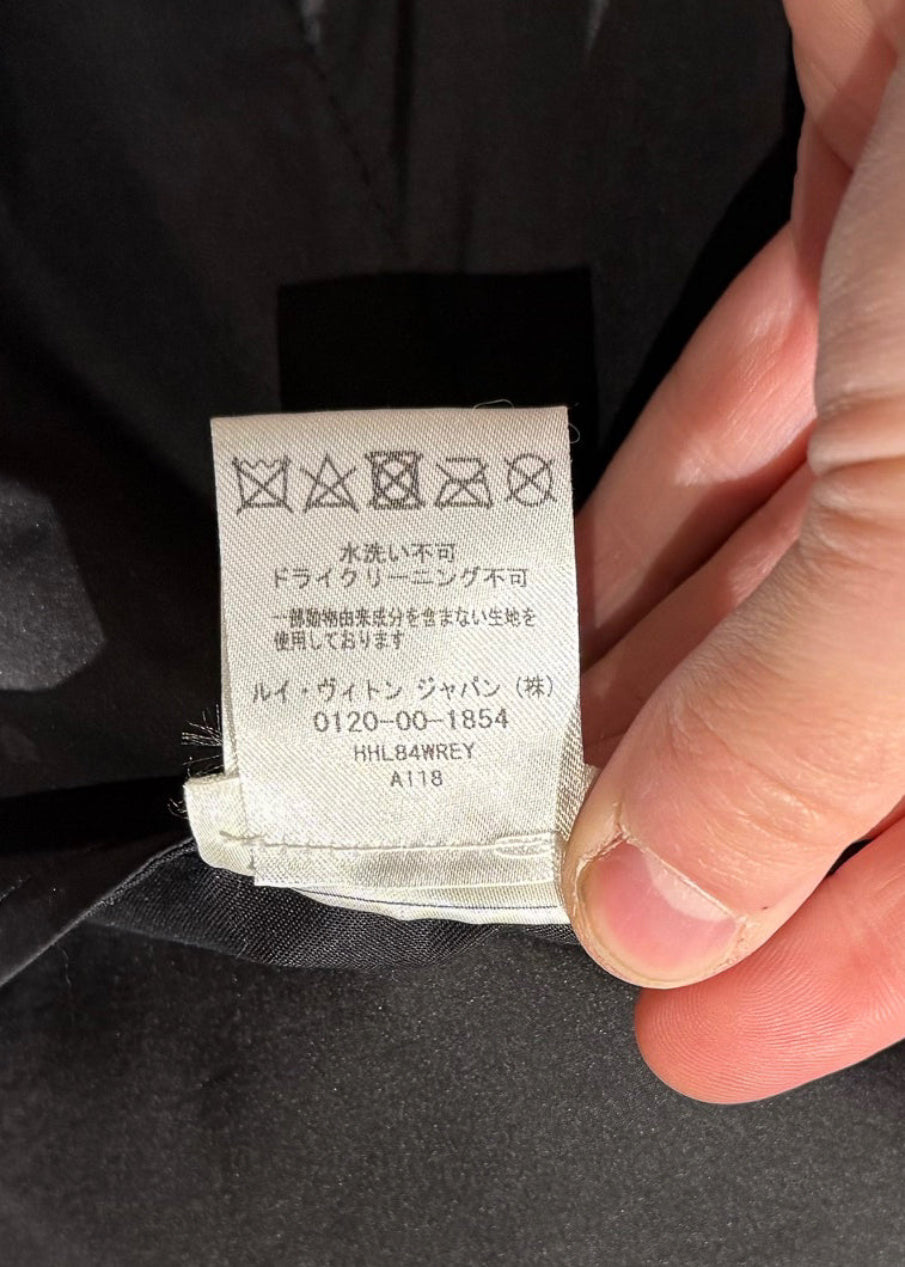 水洗い不可
ドライクリーニング不可
一部動物由来成分を含まない生地を
使用しております
ルイ・ヴィトン ジャパン（株）
0120-00-1854
HHL84WREY
A118